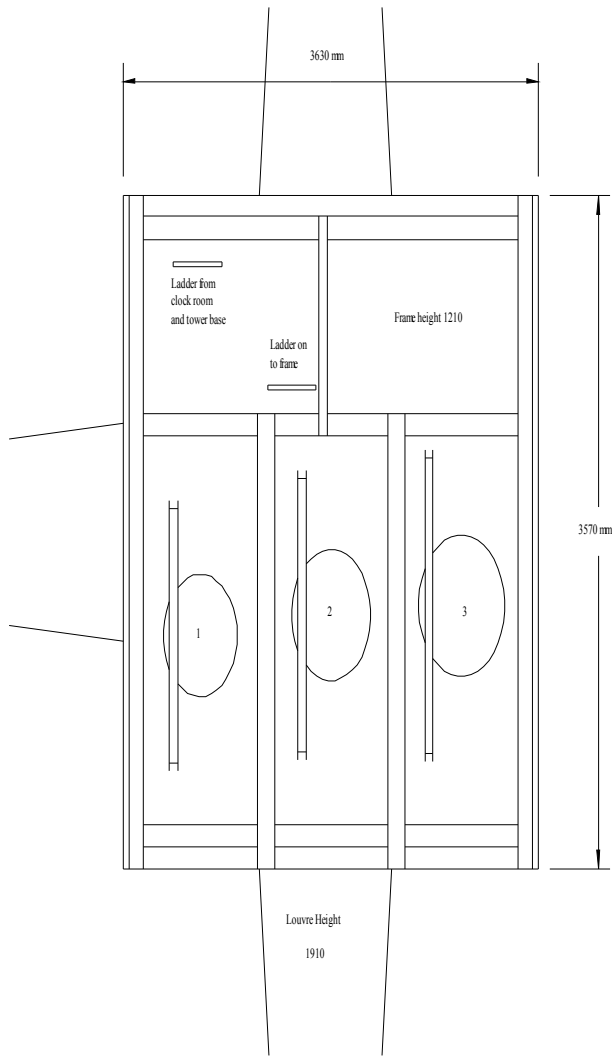 3630 mm
Ladder from
clock room
and tower base
Frame height 1210
Ladder on
to frame
3570 mm
1
2
3
Louvre Height
1910